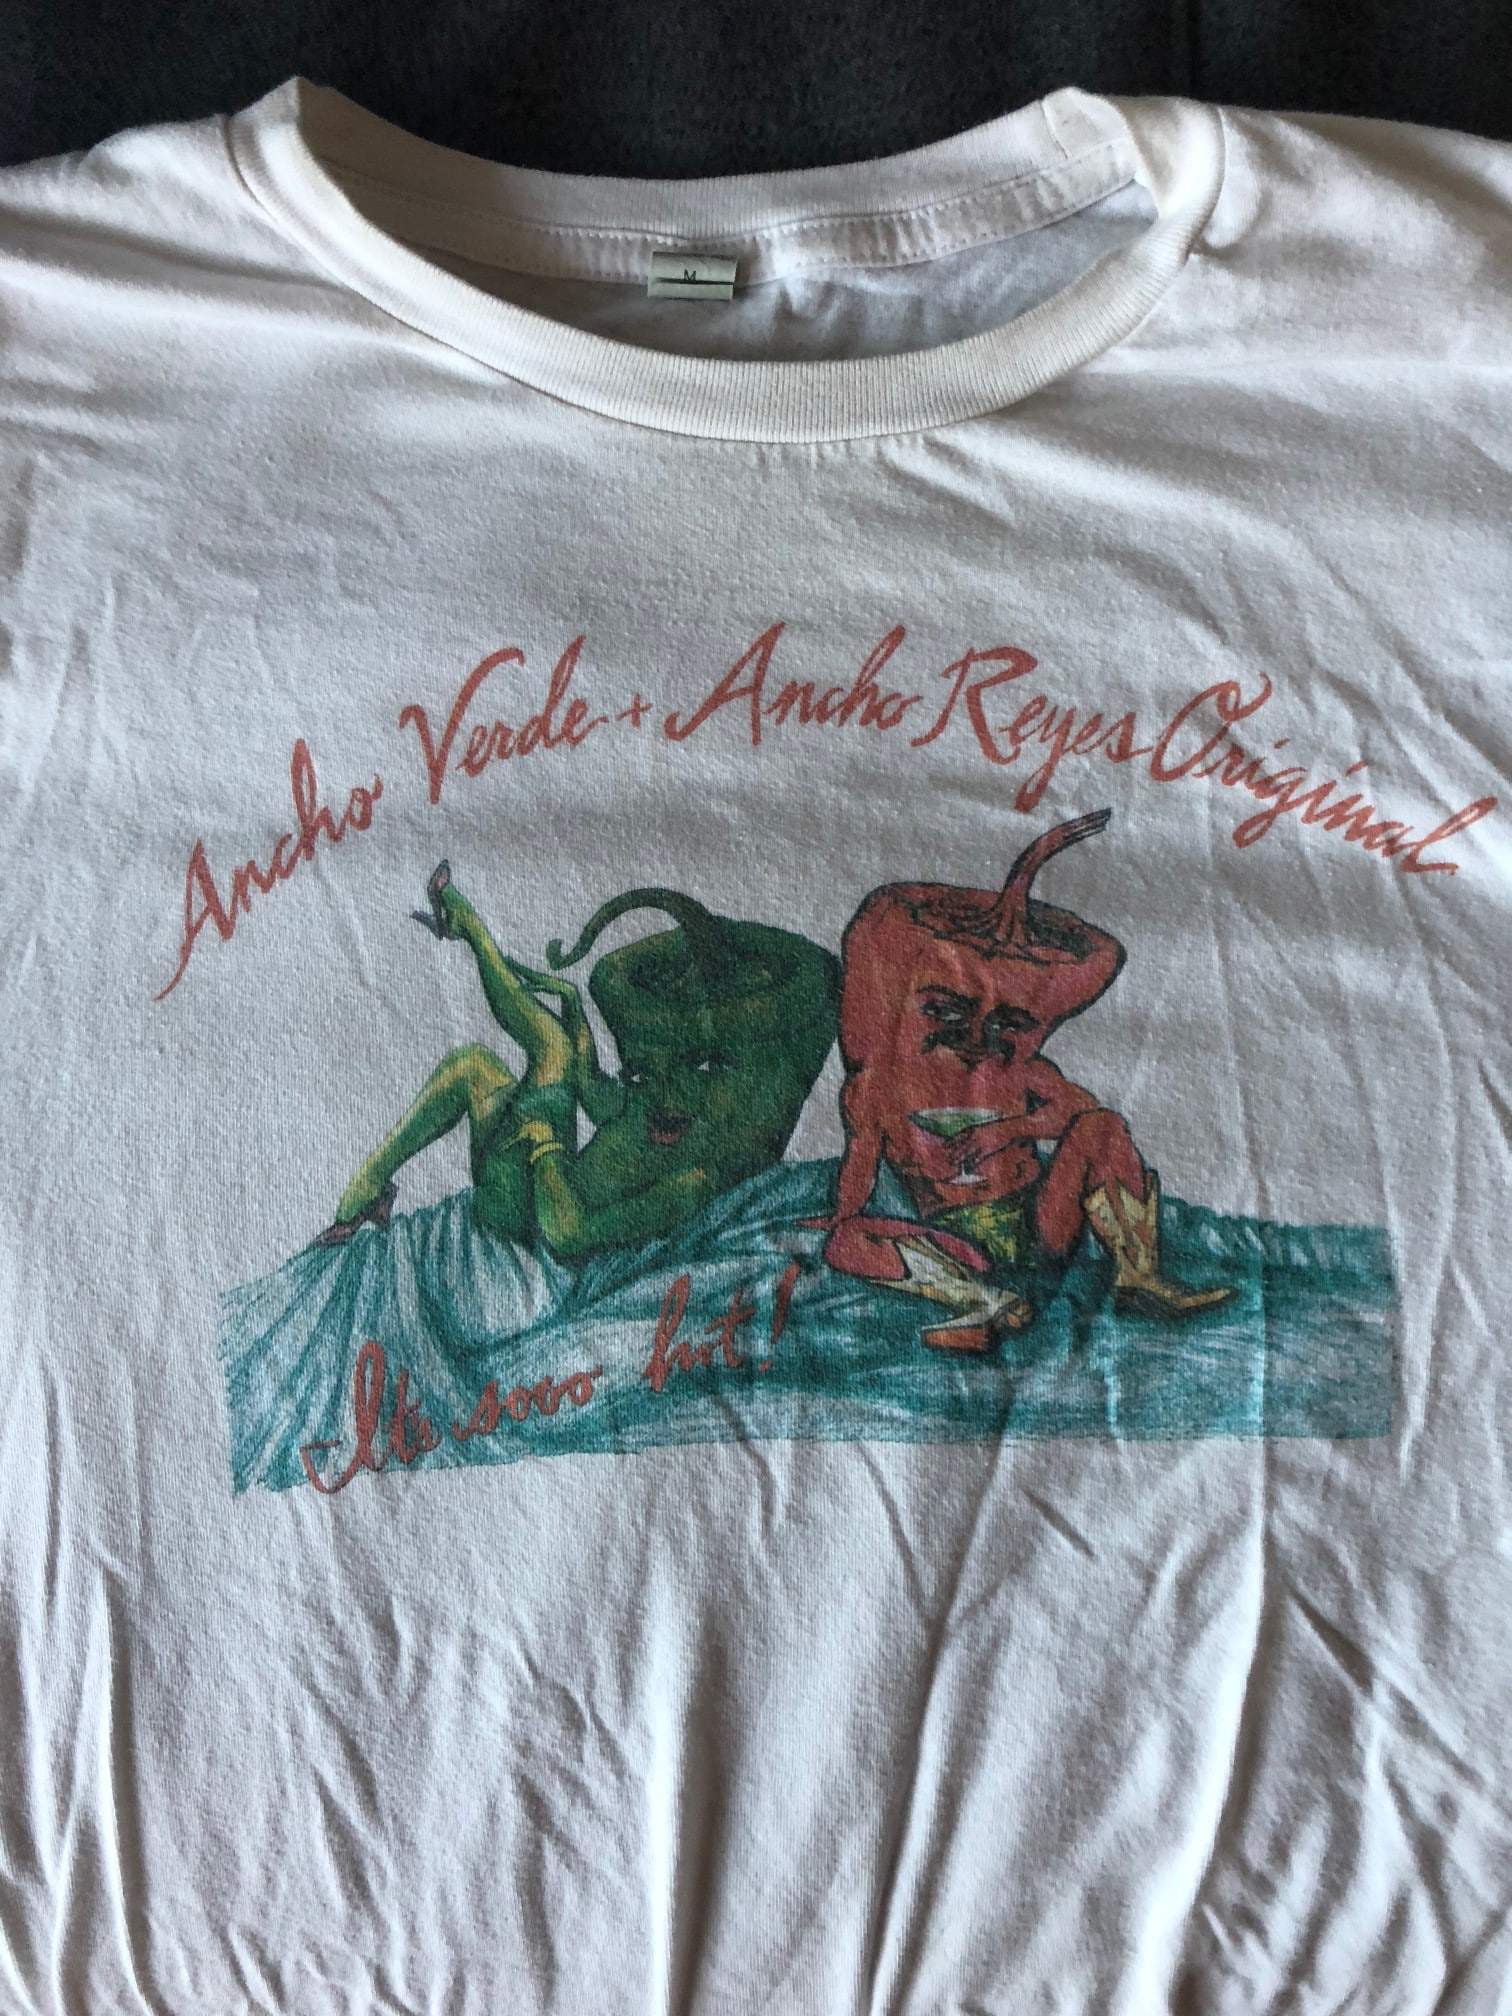 M
Ancho Verde + Ancho Reyes Original
It's sooo hot!